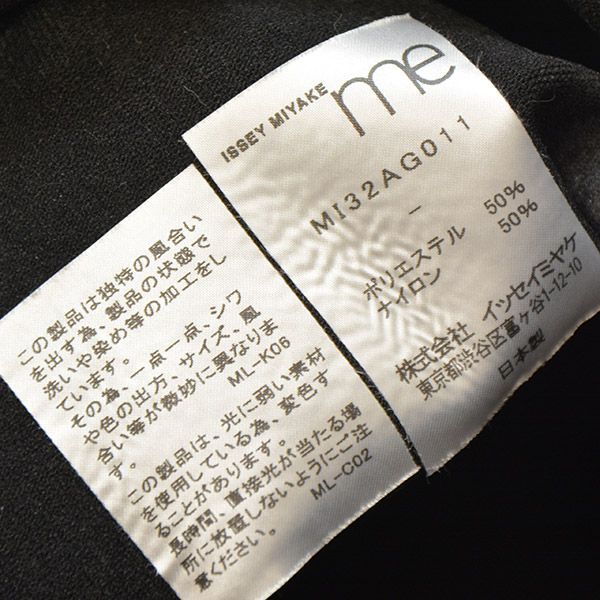 me
ISSEY MIYAKE
MI32AG011
–
ポリエステル 50%
ナイロン 50%
株式会社 イッセイミヤケ
東京都渋谷区富ヶ谷1-12-10
日本製
この製品は独特の風合い
を出す為、製品の状態で
洗いや染め等の加工をし
ています。
その為、一点一点、シワ
や色の出方、サイズ、風
合い等が微妙に異なりま
す。
ML-K06
この製品は、光に弱い素材
を使用している為、変色す
ることがあります。
長時間、直接光が当たる場
所に放置しないようにご注
意ください。
ML-C02